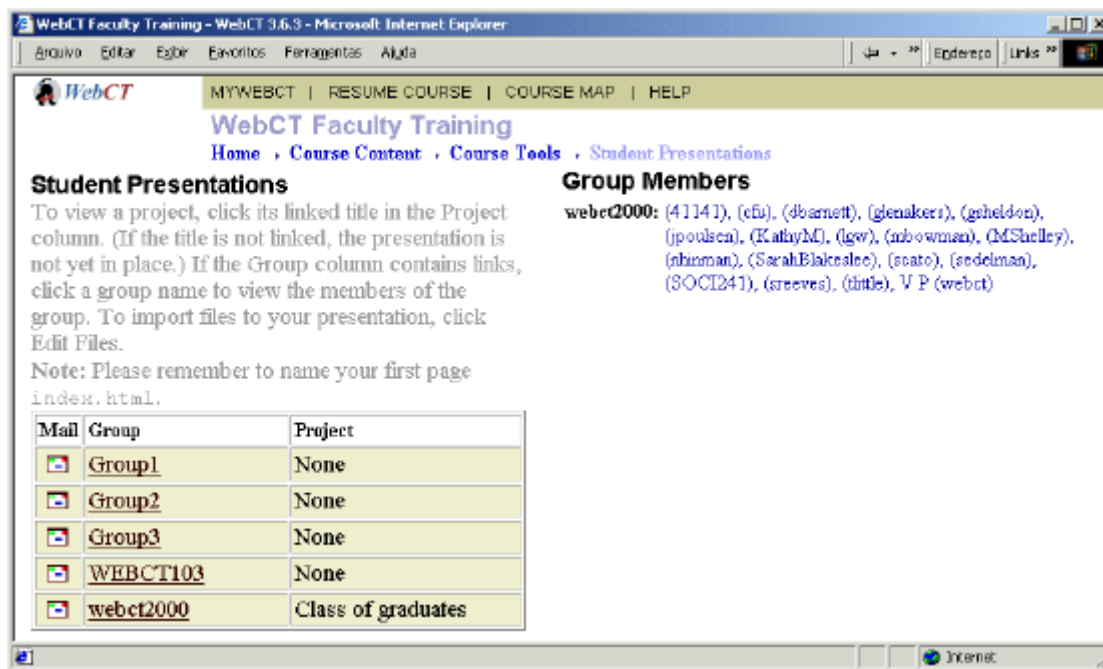 WebCT Faculty Training - WebCT 3.6.3 - Microsoft Internet Explorer
Arquivo Editar Exibir Favoritos Ferramentas Ajuda
Endereço Links »
WebCT
MYWEBCT | RESUME COURSE | COURSE MAP | HELP
WebCT Faculty Training
Home › Course Content › Course Tools › Student Presentations
Student Presentations
To view a project, click its linked title in the Project
column. (If the title is not linked, the presentation is
not yet in place.) If the Group column contains links,
click a group name to view the members of the
group. To import files to your presentation, click
Edit Files.
Note: Please remember to name your first page
index.html.
Mail Group Project
Group1 None
Group2 None
Group3 None
WEBCT103 None
webct2000 Class of graduates
Group Members
webct2000: (41141), (cfu), (dbarnett), (glenakers), (gsheldon),
(jpoulsen), (KathyM), (lgw), (mbowman), (MShelley),
(nhinman), (SarahBlakeslee), (scato), (sedelman),
(SOCI241), (sreeves), (tlittle), V P (webct)
Internet